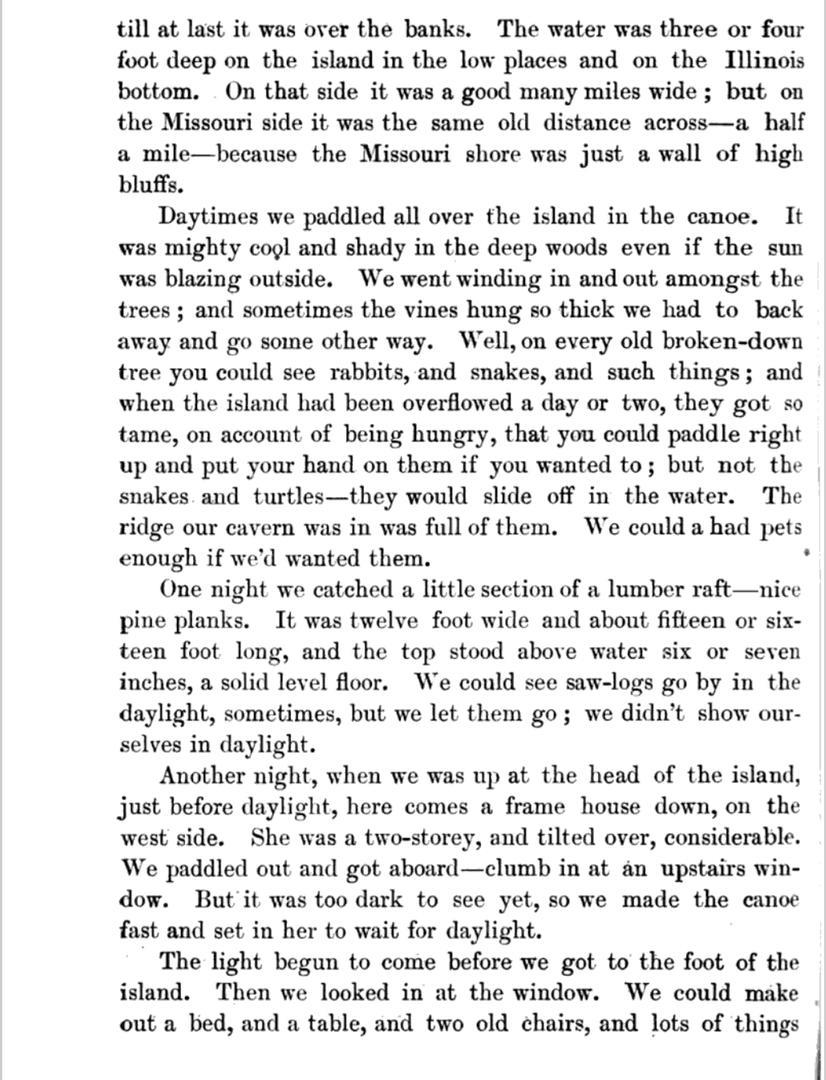 till at last it was over the banks. The water was three or four
foot deep on the island in the low places and on the Illinois
bottom. On that side it was a good many miles wide ; but on
the Missouri side it was the same old distance across—a half
a mile—because the Missouri shore was just a wall of high
bluffs.
Daytimes we paddled all over the island in the canoe. It
was mighty cool and shady in the deep woods even if the sun
was blazing outside. We went winding in and out amongst the
trees ; and sometimes the vines hung so thick we had to back
away and go some other way. Well, on every old broken-down
tree you could see rabbits, and snakes, and such things ; and
when the island had been overflowed a day or two, they got so
tame, on account of being hungry, that you could paddle right
up and put your hand on them if you wanted to ; but not the
snakes and turtles—they would slide off in the water. The
ridge our cavern was in was full of them. We could a had pets
enough if we'd wanted them.
One night we catched a little section of a lumber raft—nice
pine planks. It was twelve foot wide and about fifteen or six-
teen foot long, and the top stood above water six or seven
inches, a solid level floor. We could see saw-logs go by in the
daylight, sometimes, but we let them go ; we didn't show our-
selves in daylight.
Another night, when we was up at the head of the island,
just before daylight, here comes a frame house down, on the
west side. She was a two-storey, and tilted over, considerable.
We paddled out and got aboard—clumb in at an upstairs win-
dow. But it was too dark to see yet, so we made the canoe
fast and set in her to wait for daylight.
The light begun to come before we got to the foot of the
island. Then we looked in at the window. We could make
out a bed, and a table, and two old chairs, and lots of things